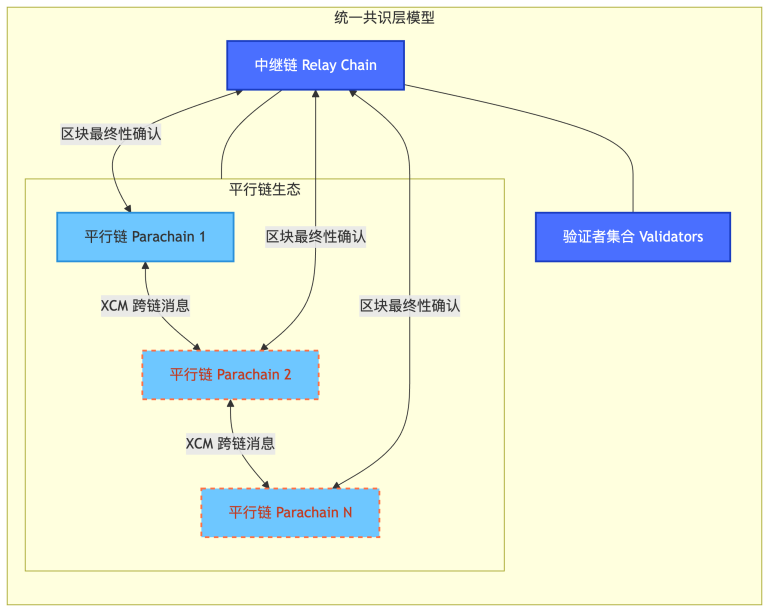 统一共识层模型
中继链 Relay Chain
区块最终性确认
平行链生态
平行链 Parachain 1
区块最终性确认
验证者集合 Validators
XCM 跨链消息
区块最终性确认
平行链 Parachain 2
XCM 跨链消息
平行链 Parachain N